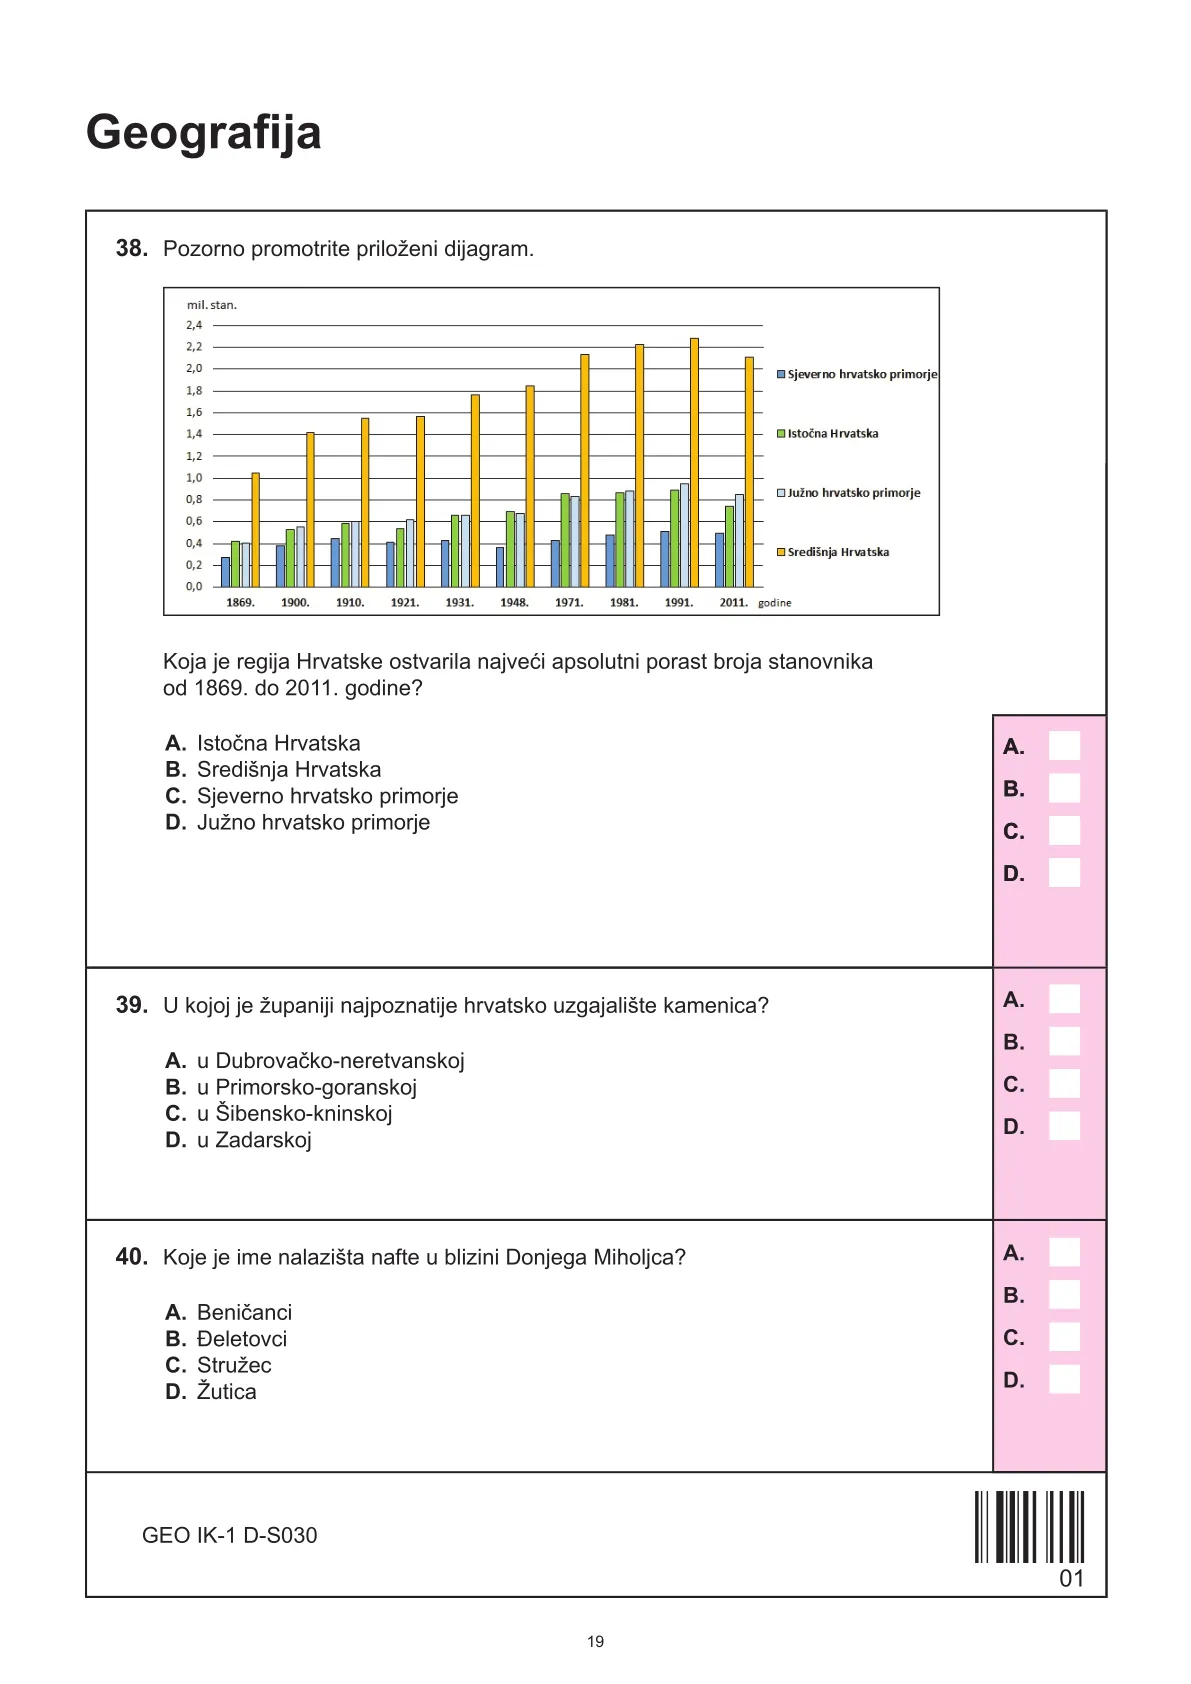 Geografija
38. Pozorno promotrite priloženi dijagram.
mil. stan.
2,4
2,2
2,0
1,8
1,6
1,4
1,2
1,0
0,8
0,6
0,4
0,2
0,0
1869. 1900. 1910. 1921. 1931. 1948. 1971. 1981. 1991. 2011. godine
Sjeverno hrvatsko primorje
Istočna Hrvatska
Južno hrvatsko primorje
Središnja Hrvatska
Koja je regija Hrvatske ostvarila najveći apsolutni porast broja stanovnika
od 1869. do 2011. godine?
A. Istočna Hrvatska
B. Središnja Hrvatska
C. Sjeverno hrvatsko primorje
D. Južno hrvatsko primorje
A.
B.
C.
D.
39. U kojoj je županiji najpoznatije hrvatsko uzgajalište kamenica?
A. u Dubrovačko-neretvanskoj
B. u Primorsko-goranskoj
C. u Šibensko-kninskoj
D. u Zadarskoj
A.
B.
C.
D.
40. Koje je ime nalazišta nafte u blizini Donjega Miholjca?
A. Beničanci
B. Đeletovci
C. Stružec
D. Žutica
A.
B.
C.
D.
GEO IK-1 D-S030
01
19